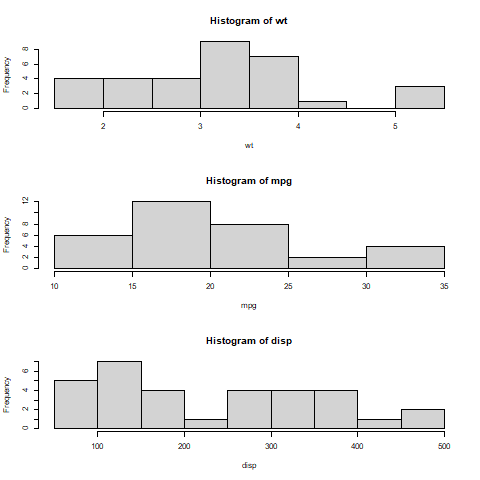 Histogram of wt
Frequency
0 2 4 6 8
2 3 4 5
wt
Histogram of mpg
Frequency
0 2 4 6 8 12
10 15 20 25 30 35
mpg
Histogram of disp
Frequency
0 2 4 6
100 200 300 400 500
disp